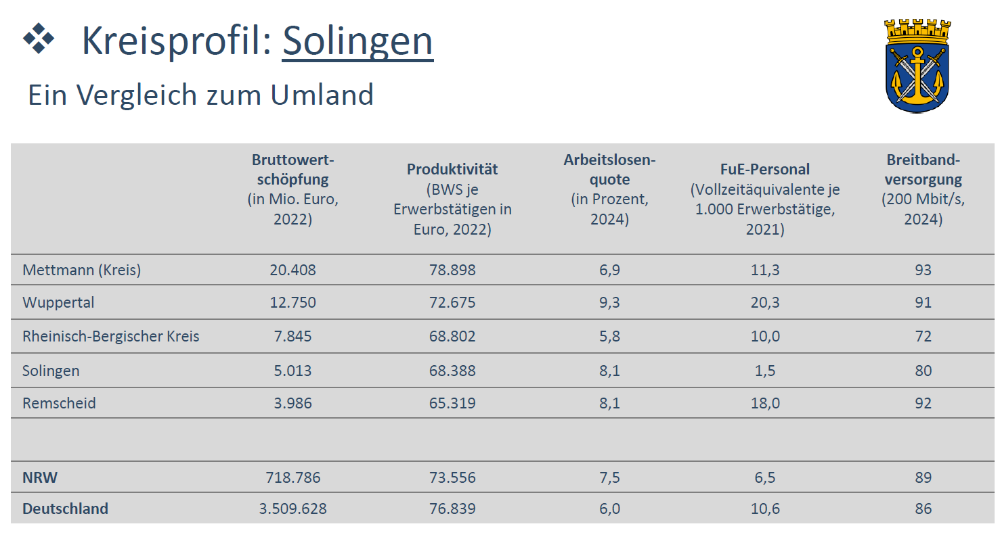 Kreisprofil: Solingen
Ein Vergleich zum Umland
Bruttowert-
schöpfung
(in Mio. Euro,
2022)
Produktivität
(BWS je
Erwerbstätigen in
Euro, 2022)
Arbeitslosen-
quote
(in Prozent,
2024)
FuE-Personal
(Vollzeitäquivalente je
1.000 Erwerbstätige,
2021)
Breitband-
versorgung
(200 Mbit/s,
2024)
Mettmann (Kreis) 20.408 78.898 6,9 11,3 93
Wuppertal 12.750 72.675 9,3 20,3 91
Rheinisch-Bergischer Kreis 7.845 68.802 5,8 10,0 72
Solingen 5.013 68.388 8,1 1,5 80
Remscheid 3.986 65.319 8,1 18,0 92
NRW 718.786 73.556 7,5 6,5 89
Deutschland 3.509.628 76.839 6,0 10,6 86